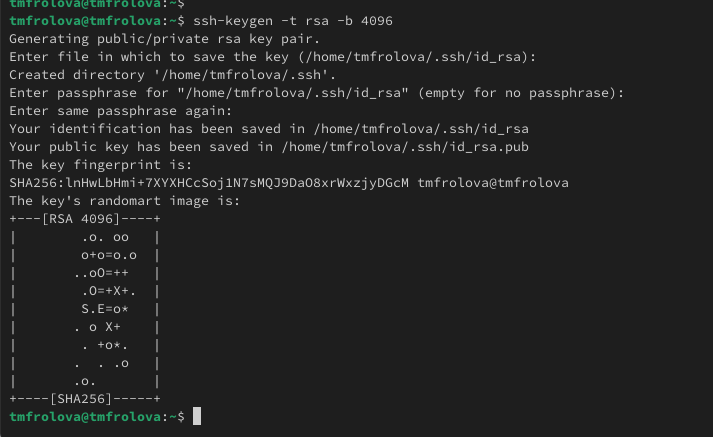 tmfrolova@tmfrolova:~$
tmfrolova@tmfrolova:~$ ssh-keygen -t rsa -b 4096
Generating public/private rsa key pair.
Enter file in which to save the key (/home/tmfrolova/.ssh/id_rsa):
Created directory '/home/tmfrolova/.ssh'.
Enter passphrase for "/home/tmfrolova/.ssh/id_rsa" (empty for no passphrase):
Enter same passphrase again:
Your identification has been saved in /home/tmfrolova/.ssh/id_rsa
Your public key has been saved in /home/tmfrolova/.ssh/id_rsa.pub
The key fingerprint is:
SHA256:lnHwLbHmi+7XYXHCcSoj1N7sMQJ9DaO8xrWxzjyDGcM tmfrolova@tmfrolova
The key's randomart image is:
+---[RSA 4096]----+
|        .o. oo   |
|        o+o=o.o  |
|       ..oO=++   |
|        .O=+X+.  |
|        S.E=o*   |
|       . o X+    |
|        . +o*.   |
|       .  . .o   |
|       .o.       |
+----[SHA256]-----+
tmfrolova@tmfrolova:~$